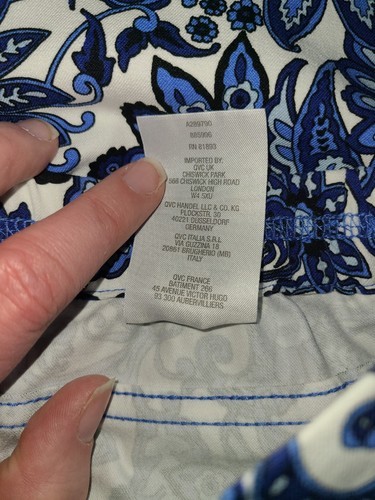 A289790
885996
RN 81893
IMPORTED BY:
QVC UK
CHISWICK PARK
566 CHISWICK HIGH ROAD
LONDON
W4 5XU
QVC HANDEL LLC & CO. KG
PLOCKSTR. 30
40221 DUSSELDORF
GERMANY
QVC ITALIA S.R.L
VIA GUZZINA 18
20861 BRUGHERIO (MB)
ITALY
QVC FRANCE
BATIMENT 266
45 AVENUE VICTOR HUGO
93 300 AUBERVILLIERS